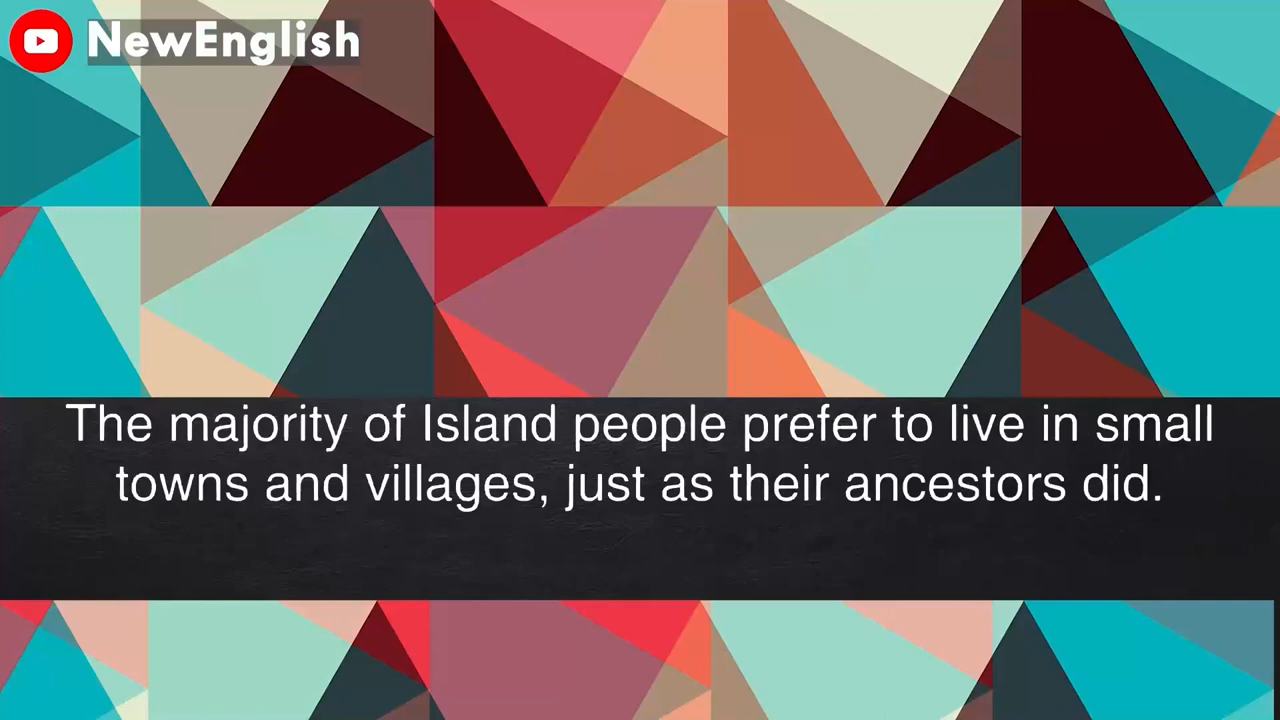 NewEnglish
The majority of Island people prefer to live in small
towns and villages, just as their ancestors did.